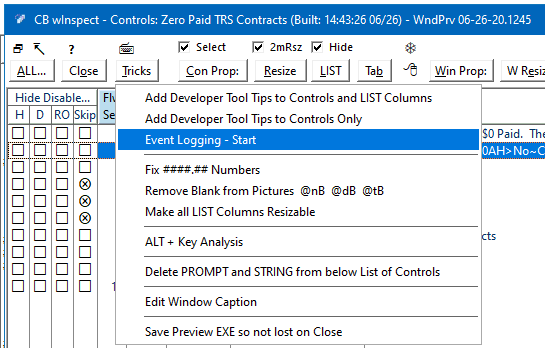 CB wInspect - Controls: Zero Paid TRS Contracts (Built: 14:43:26 06/26) - WndPrv 06-26-20.1245
?
Select 2mRsz Hide
ALL... Close Tricks Con Prop: Resize LIST Tab Win Prop: W Resi
Hide Disable...
H D RO Skip
Add Developer Tool Tips to Controls and LIST Columns
Add Developer Tool Tips to Controls Only
$0 Paid. The
Event Logging - Start
0AH>No~C
Fix ####.## Numbers
Remove Blank from Pictures @nB @dB @tB
Make all LIST Columns Resizable
ALT + Key Analysis
cts
Delete PROMPT and STRING from below List of Controls
1
Edit Window Caption
Save Preview EXE so not lost on Close